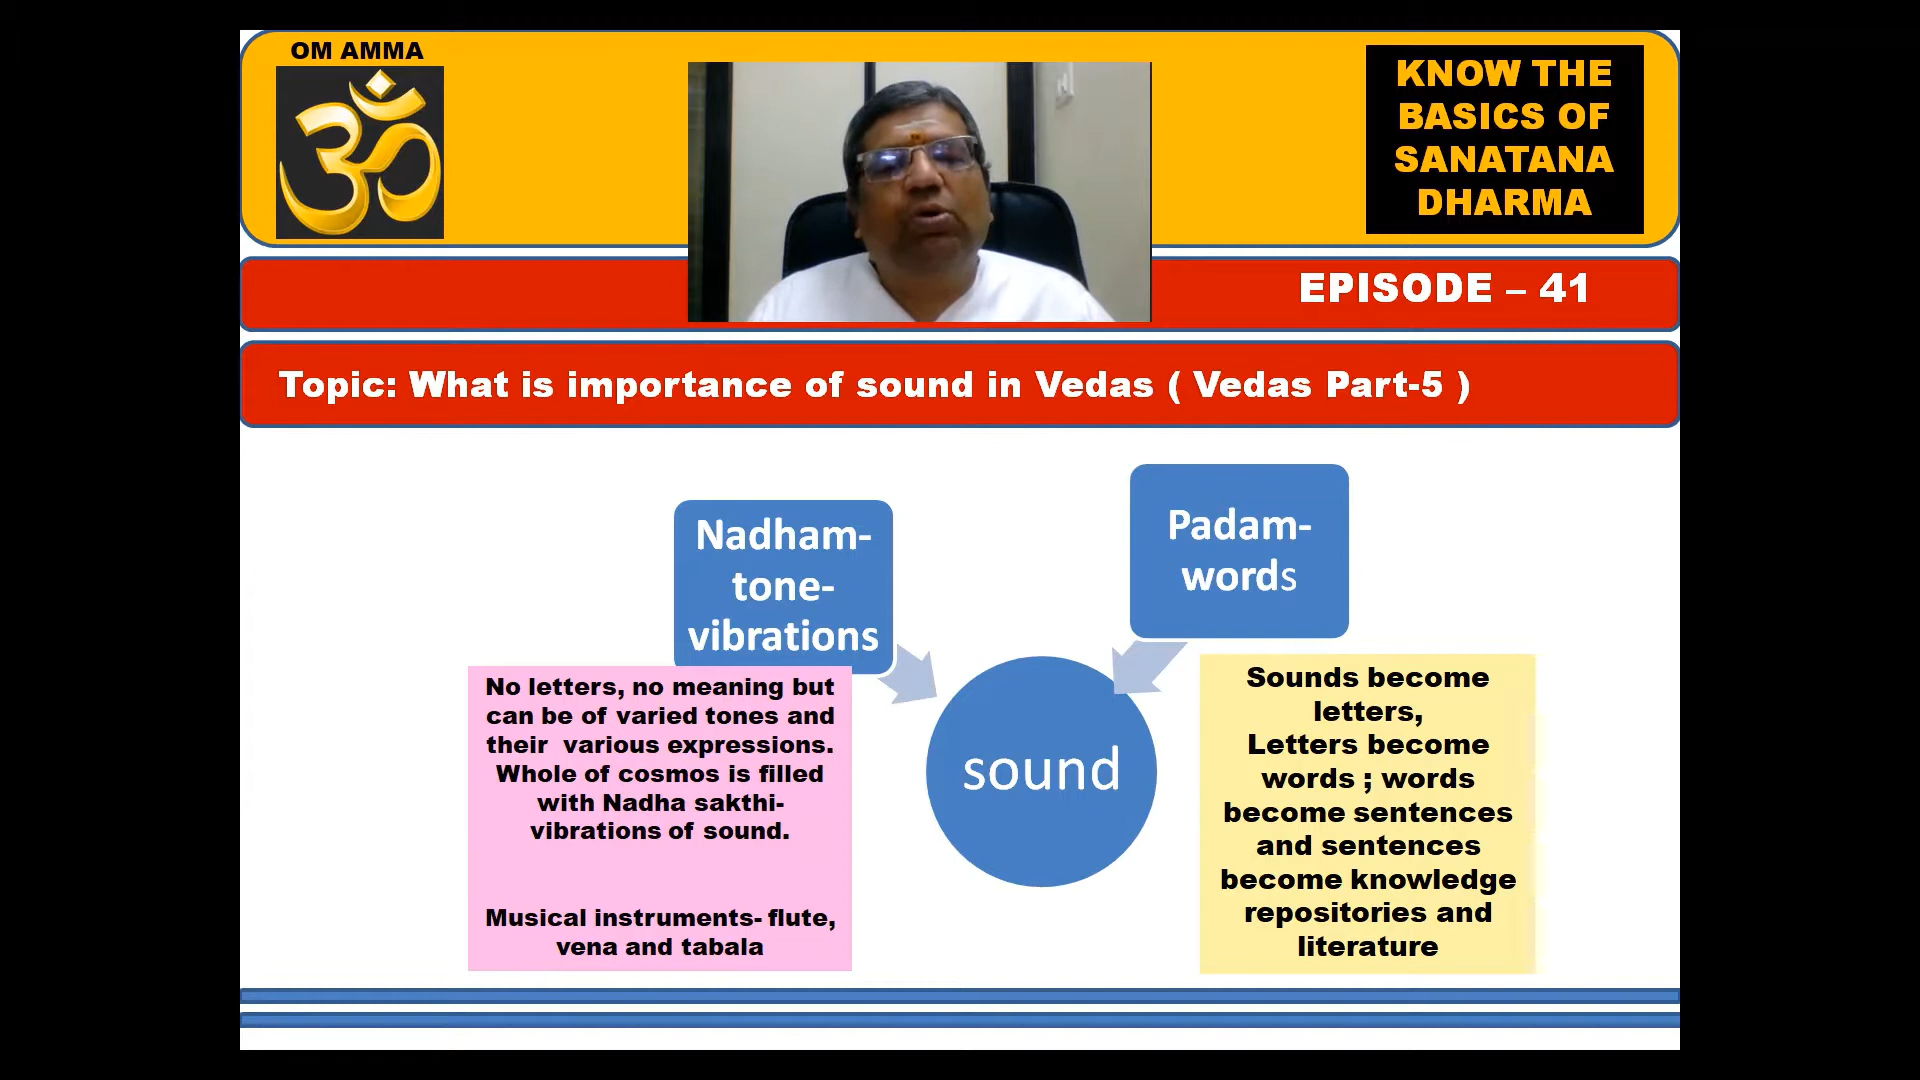 OM AMMA
KNOW THE
BASICS OF
SANATANA
DHARMA
EPISODE – 41
Topic: What is importance of sound in Vedas ( Vedas Part-5 )
Nadham-
tone-
vibrations
Padam-
words
No letters, no meaning but
can be of varied tones and
their various expressions.
Whole of cosmos is filled
with Nadha sakthi-
vibrations of sound.
Musical instruments- flute,
vena and tabala
sound
Sounds become
letters,
Letters become
words ; words
become sentences
and sentences
become knowledge
repositories and
literature